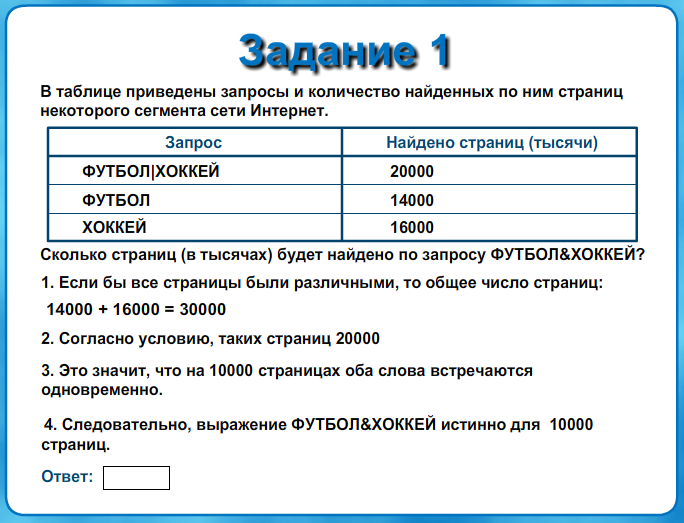 Задание 1
В таблице приведены запросы и количество найденных по ним страниц
некоторого сегмента сети Интернет.
Запрос Найдено страниц (тысячи)
ФУТБОЛ|ХОККЕЙ 20000
ФУТБОЛ 14000
ХОККЕЙ 16000
Сколько страниц (в тысячах) будет найдено по запросу ФУТБОЛ&ХОККЕЙ?
1. Если бы все страницы были различными, то общее число страниц:
14000 + 16000 = 30000
2. Согласно условию, таких страниц 20000
3. Это значит, что на 10000 страницах оба слова встречаются
одновременно.
4. Следовательно, выражение ФУТБОЛ&ХОККЕЙ истинно для 10000
страниц.
Ответ: